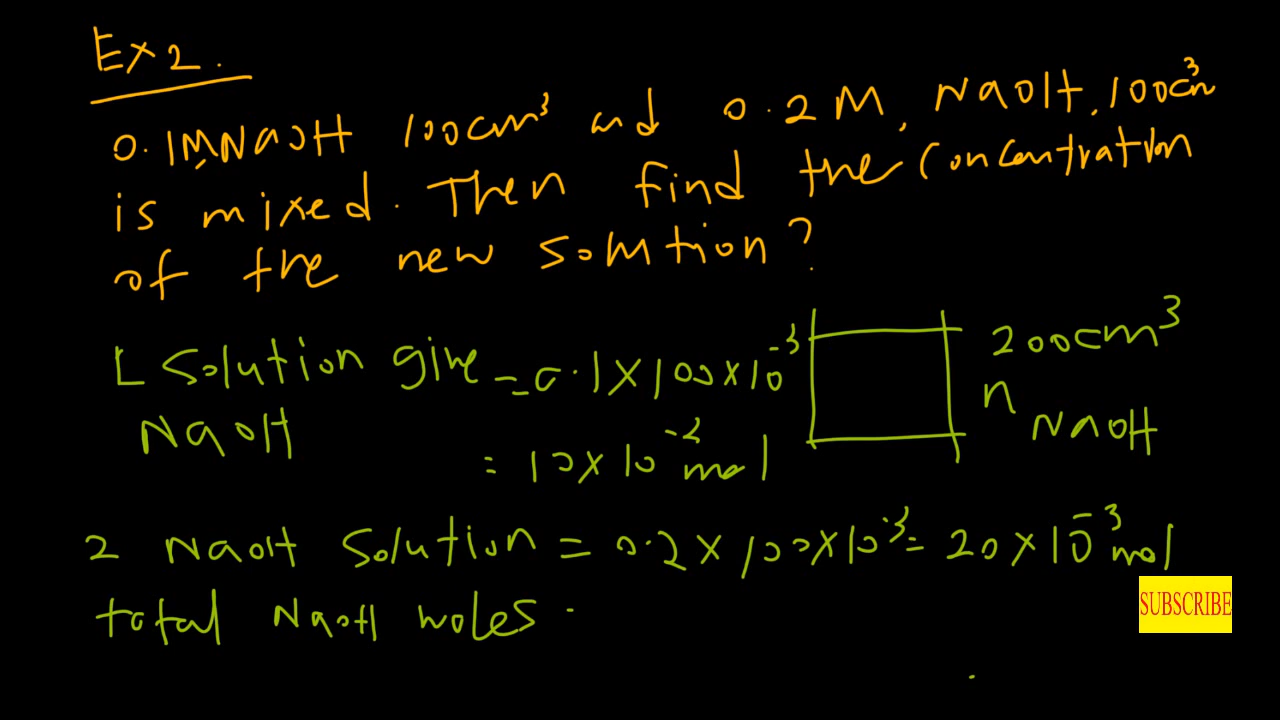 Ex 2.
0.1M NaOH 100cm³ and 0.2M, NaOH, 100cm³
is mixed. Then find the concentration
of the new solution?
1 solution give = 0.1 × 100 × 10⁻³
NaOH
= 10 × 10⁻² mol
200cm³
n NaOH
2 NaOH solution = 0.2 × 100 × 10⁻³ = 20 × 10⁻³ mol
total NaOH moles
SUBSCRIBE